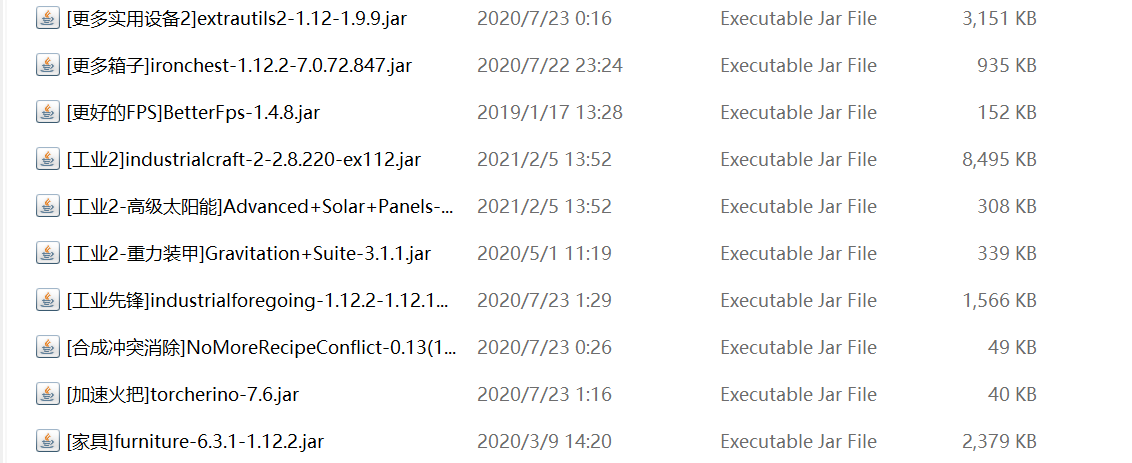 [更多实用设备2]extrautils2-1.12-1.9.9.jar 2020/7/23 0:16 Executable Jar File 3,151 KB
[更多箱子]ironchest-1.12.2-7.0.72.847.jar 2020/7/22 23:24 Executable Jar File 935 KB
[更好的FPS]BetterFps-1.4.8.jar 2019/1/17 13:28 Executable Jar File 152 KB
[工业2]industrialcraft-2-2.8.220-ex112.jar 2021/2/5 13:52 Executable Jar File 8,495 KB
[工业2-高级太阳能]Advanced+Solar+Panels-... 2021/2/5 13:52 Executable Jar File 308 KB
[工业2-重力装甲]Gravitation+Suite-3.1.1.jar 2020/5/1 11:19 Executable Jar File 339 KB
[工业先锋]industrialforegoing-1.12.2-1.12.1... 2020/7/23 1:29 Executable Jar File 1,566 KB
[合成冲突消除]NoMoreRecipeConflict-0.13(1... 2020/7/23 0:26 Executable Jar File 49 KB
[加速火把]torcherino-7.6.jar 2020/7/23 1:16 Executable Jar File 40 KB
[家具]furniture-6.3.1-1.12.2.jar 2020/3/9 14:20 Executable Jar File 2,379 KB